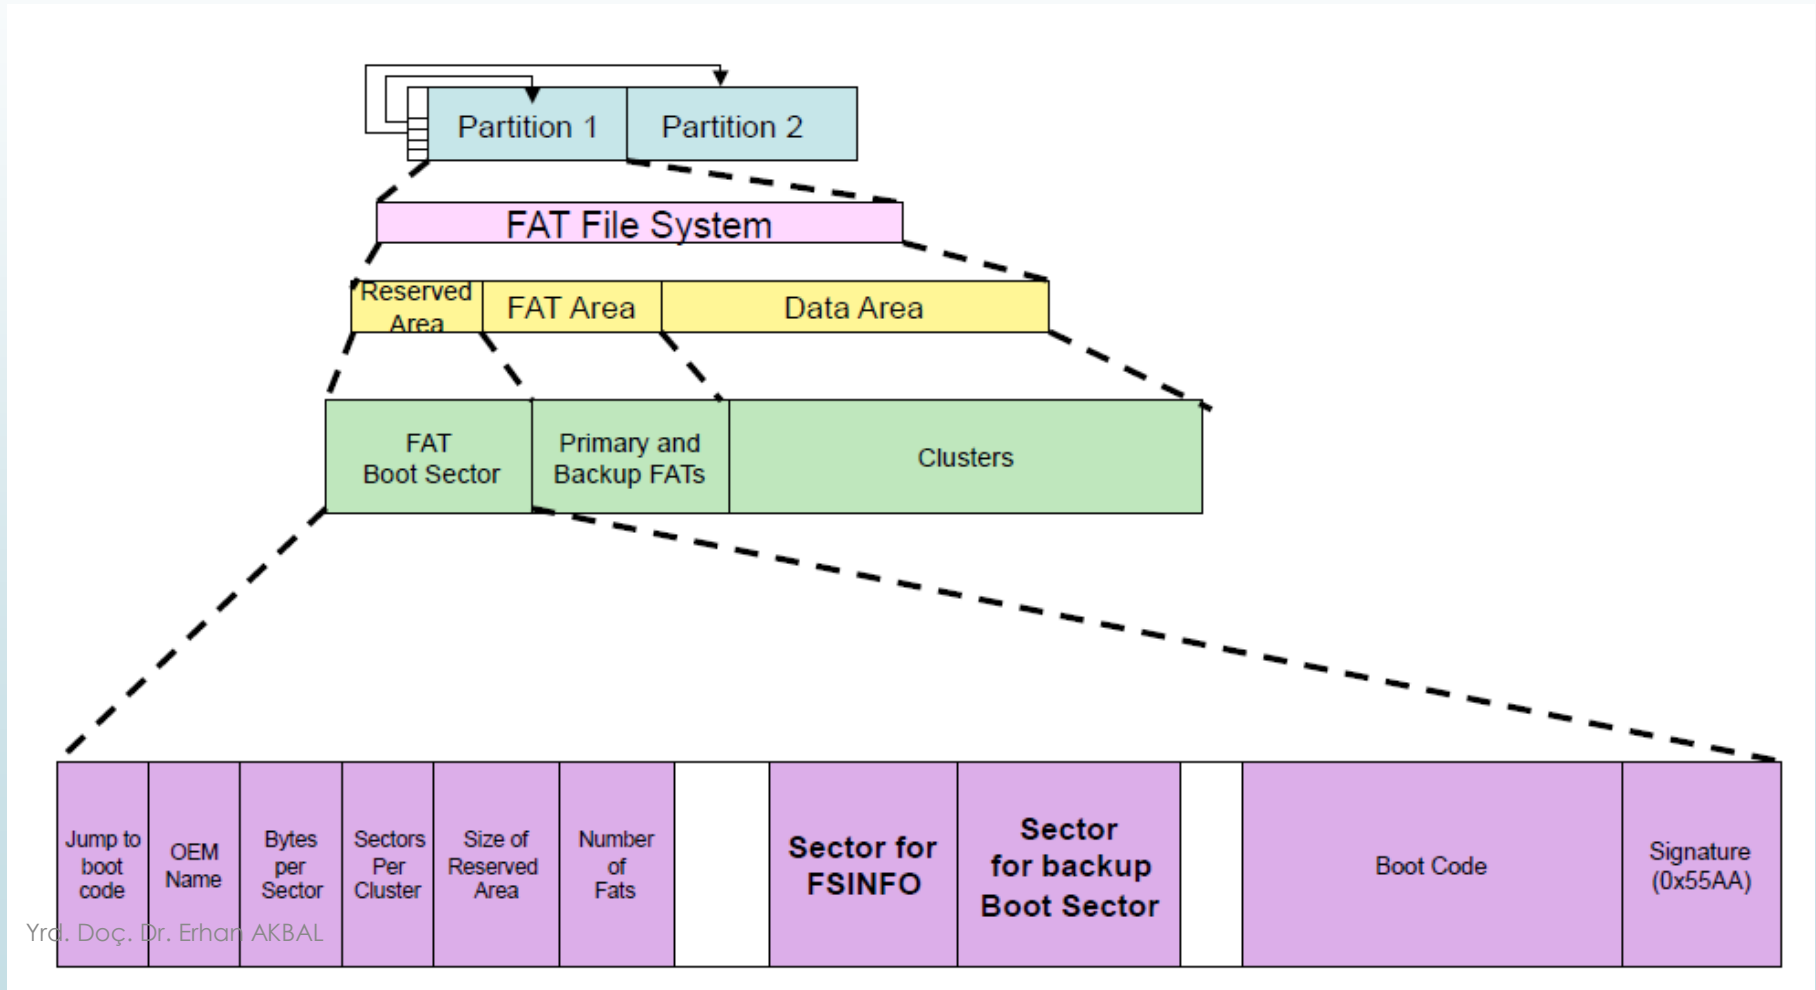 Partition 1
Partition 2
FAT File System
Reserved
Area
FAT Area
Data Area
FAT
Boot Sector
Primary and
Backup FATs
Clusters
Jump to
boot
code
OEM
Name
Bytes
per
Sector
Sectors
Per
Cluster
Size of
Reserved
Area
Number
of
Fats
Sector for
FSINFO
Sector
for backup
Boot Sector
Boot Code
Signature
(0x55AA)
Yrd. Doç. Dr. Erhan AKBAL